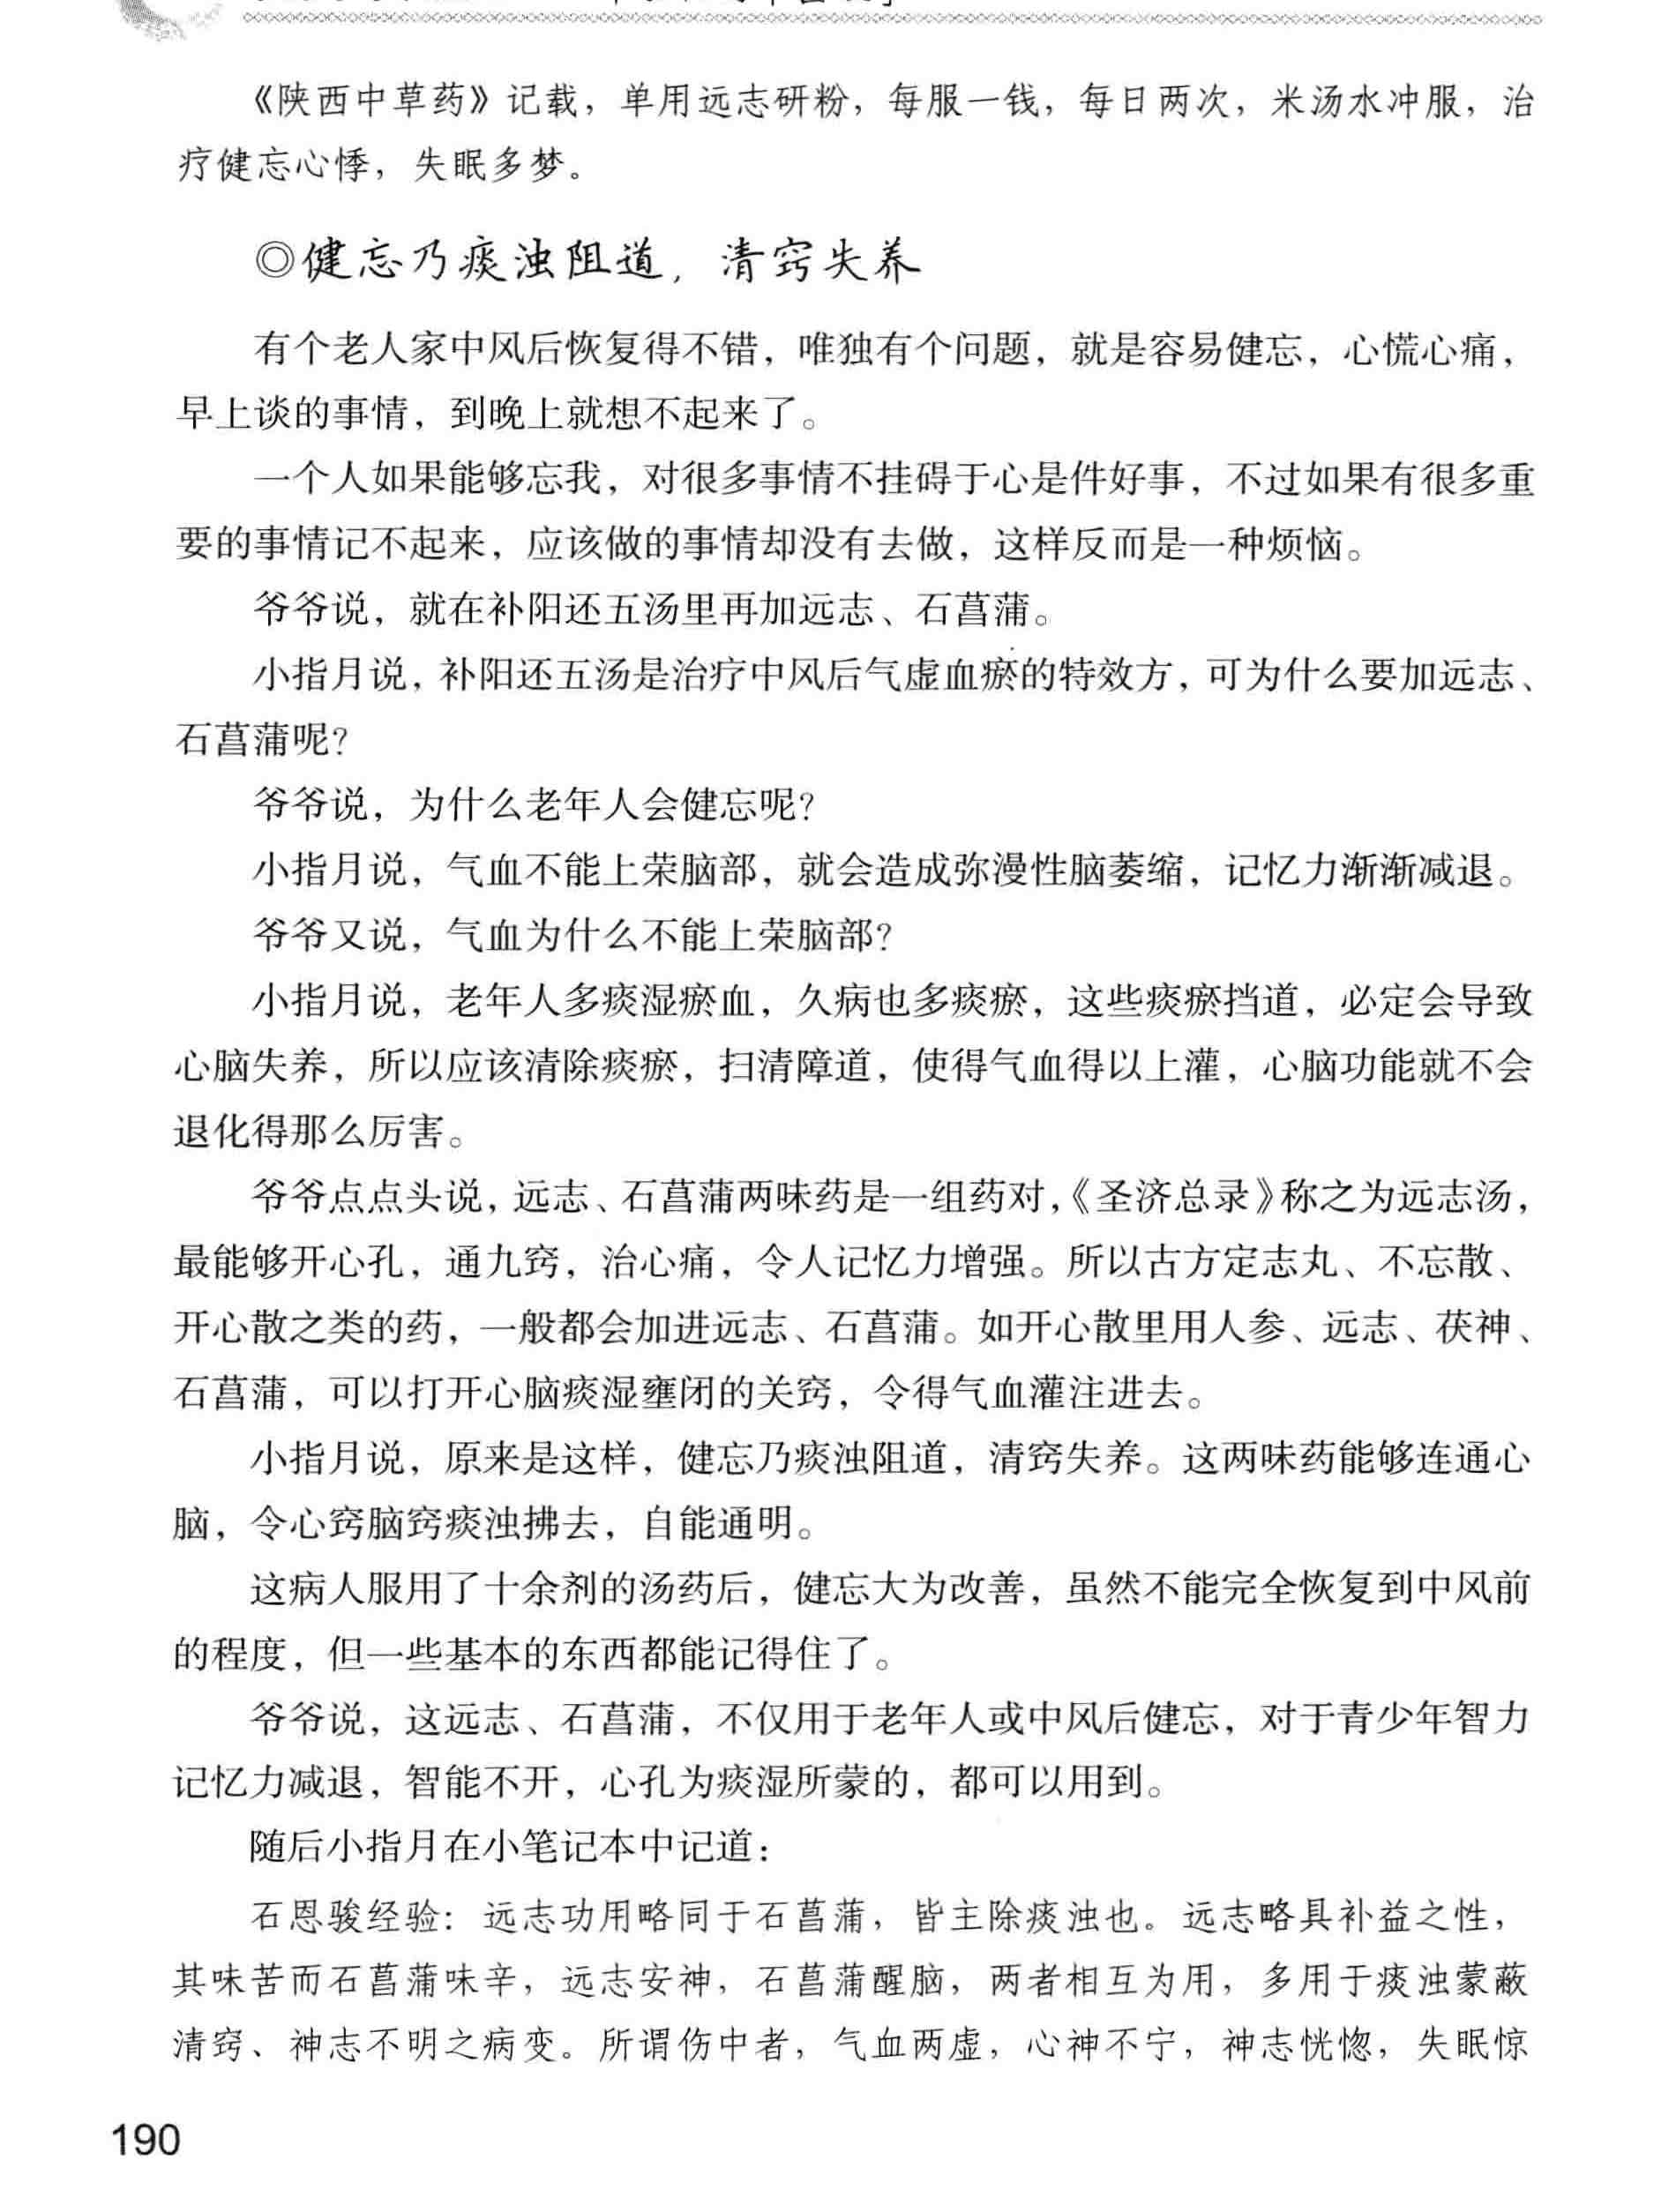 《陕西中草药》记载，单用远志研粉，每服一钱，每日两次，米汤水冲服，治
疗健忘心悸，失眠多梦。
◎健忘乃痰浊阻道，清窍失养
有个老人家中风后恢复得不错，唯独有个问题，就是容易健忘，心慌心痛，
早上谈的事情，到晚上就想不起来了。
一个人如果能够忘我，对很多事情不挂碍于心是件好事，不过如果有很多重
要的事情记不起来，应该做的事情却没有去做，这样反而是一种烦恼。
爷爷说，就在补阳还五汤里再加远志、石菖蒲。
小指月说，补阳还五汤是治疗中风后气虚血瘀的特效方，可为什么要加远志、
石菖蒲呢？
爷爷说，为什么老年人会健忘呢？
小指月说，气血不能上荣脑部，就会造成弥漫性脑萎缩，记忆力渐渐减退。
爷爷又说，气血为什么不能上荣脑部？
小指月说，老年人多痰湿瘀血，久病也多痰瘀，这些痰瘀挡道，必定会导致
心脑失养，所以应该清除痰瘀，扫清障道，使得气血得以上灌，心脑功能就不会
退化得那么厉害。
爷爷点点头说，远志、石菖蒲两味药是一组药对，《圣济总录》称之为远志汤，
最能够开心孔，通九窍，治心痛，令人记忆力增强。所以古方定志丸、不忘散、
开心散之类的药，一般都会加进远志、石菖蒲。如开心散里用人参、远志、茯神、
石菖蒲，可以打开心脑痰湿壅闭的关窍，令得气血灌注进去。
小指月说，原来是这样，健忘乃痰浊阻道，清窍失养。这两味药能够连通心
脑，令心窍脑窍痰浊拂去，自能通明。
这病人服用了十余剂的汤药后，健忘大为改善，虽然不能完全恢复到中风前
的程度，但一些基本的东西都能记得住了。
爷爷说，这远志、石菖蒲，不仅用于老年人或中风后健忘，对于青少年智力
记忆力减退，智能不开，心孔为痰湿所蒙的，都可以用到。
随后小指月在小笔记本中记道：
石恩骏经验：远志功用略同于石菖蒲，皆主除痰浊也。远志略具补益之性，
其味苦而石菖蒲味辛，远志安神，石菖蒲醒脑，两者相互为用，多用于痰浊蒙蔽
清窍、神志不明之病变。所谓伤中者，气血两虚，心神不宁，神志恍惚，失眠惊
190